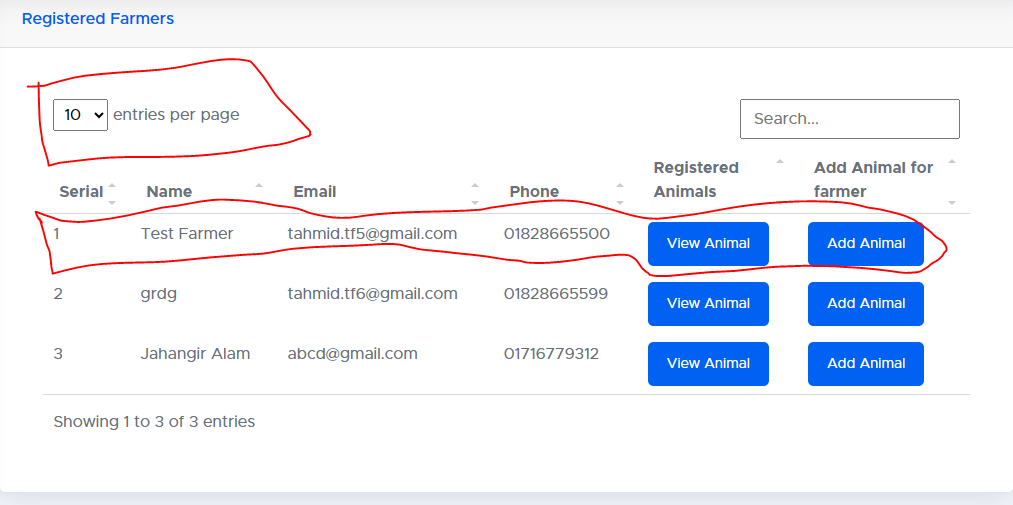 Registered Farmers
10 entries per page
Search...
Serial Name Email Phone Registered Animals Add Animal for farmer
1 Test Farmer tahmid.tf5@gmail.com 01828665500 View Animal Add Animal
2 grdg tahmid.tf6@gmail.com 01828665599 View Animal Add Animal
3 Jahangir Alam abcd@gmail.com 01716779312 View Animal Add Animal
Showing 1 to 3 of 3 entries